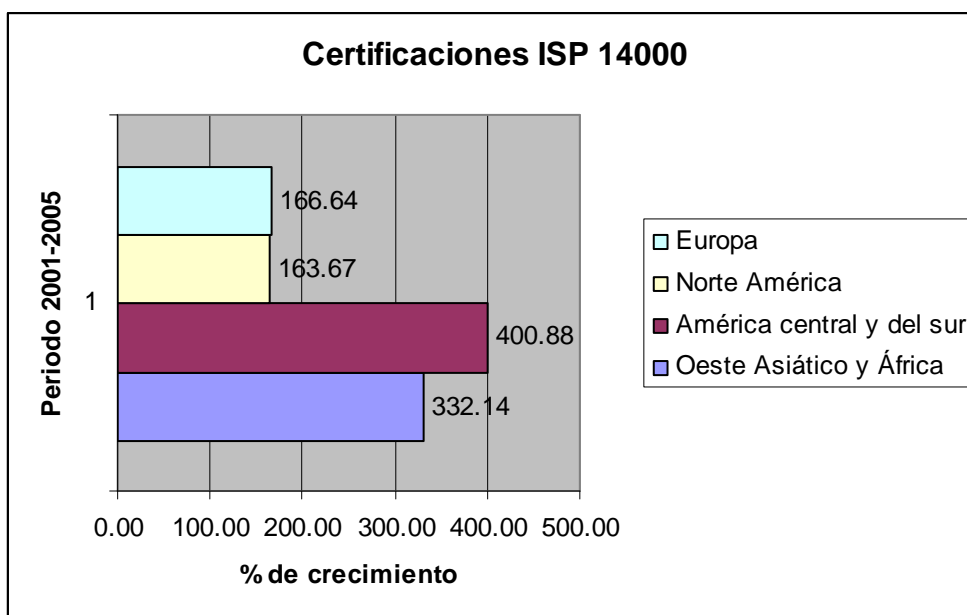 Certificaciones ISP 14000
Periodo 2001-2005
1
166.64
163.67
400.88
332.14
0.00 100.00 200.00 300.00 400.00 500.00
% de crecimiento
Europa
Norte América
América central y del sur
Oeste Asiático y África